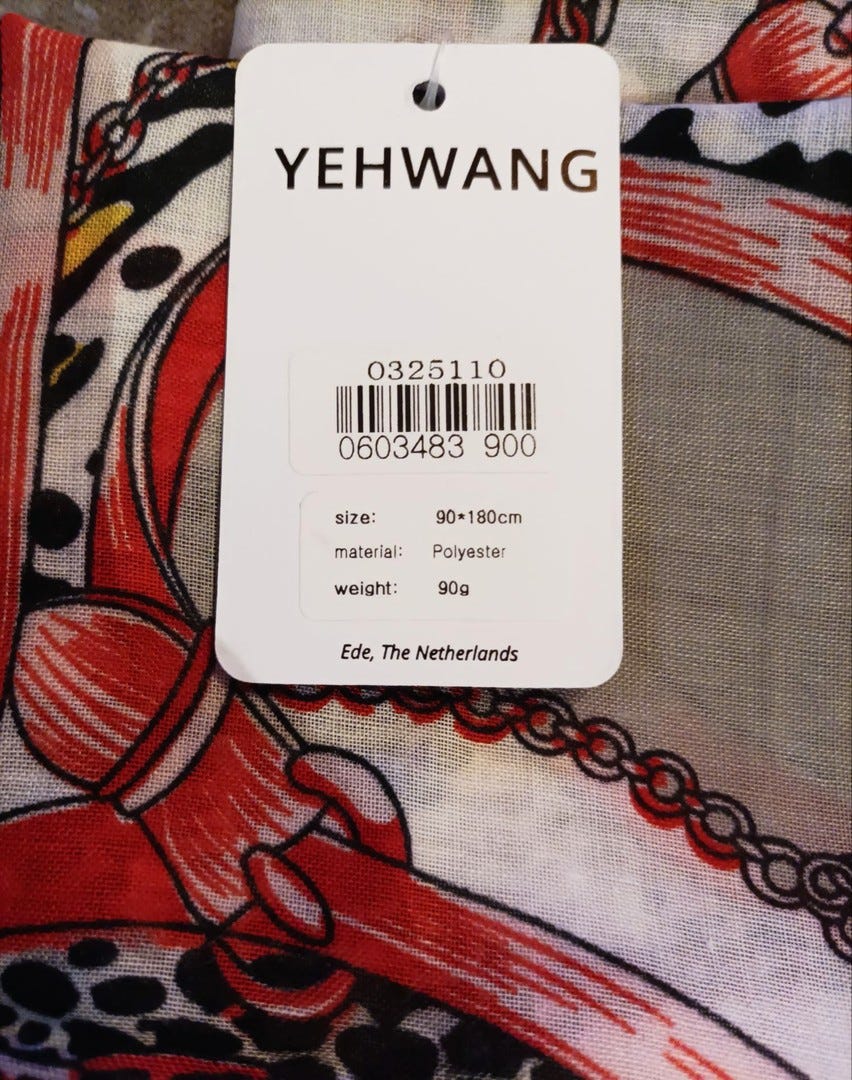 YEHWANG
0325110
0603483 900
size: 90*180cm
material: Polyester
weight: 90g
Ede, The Netherlands